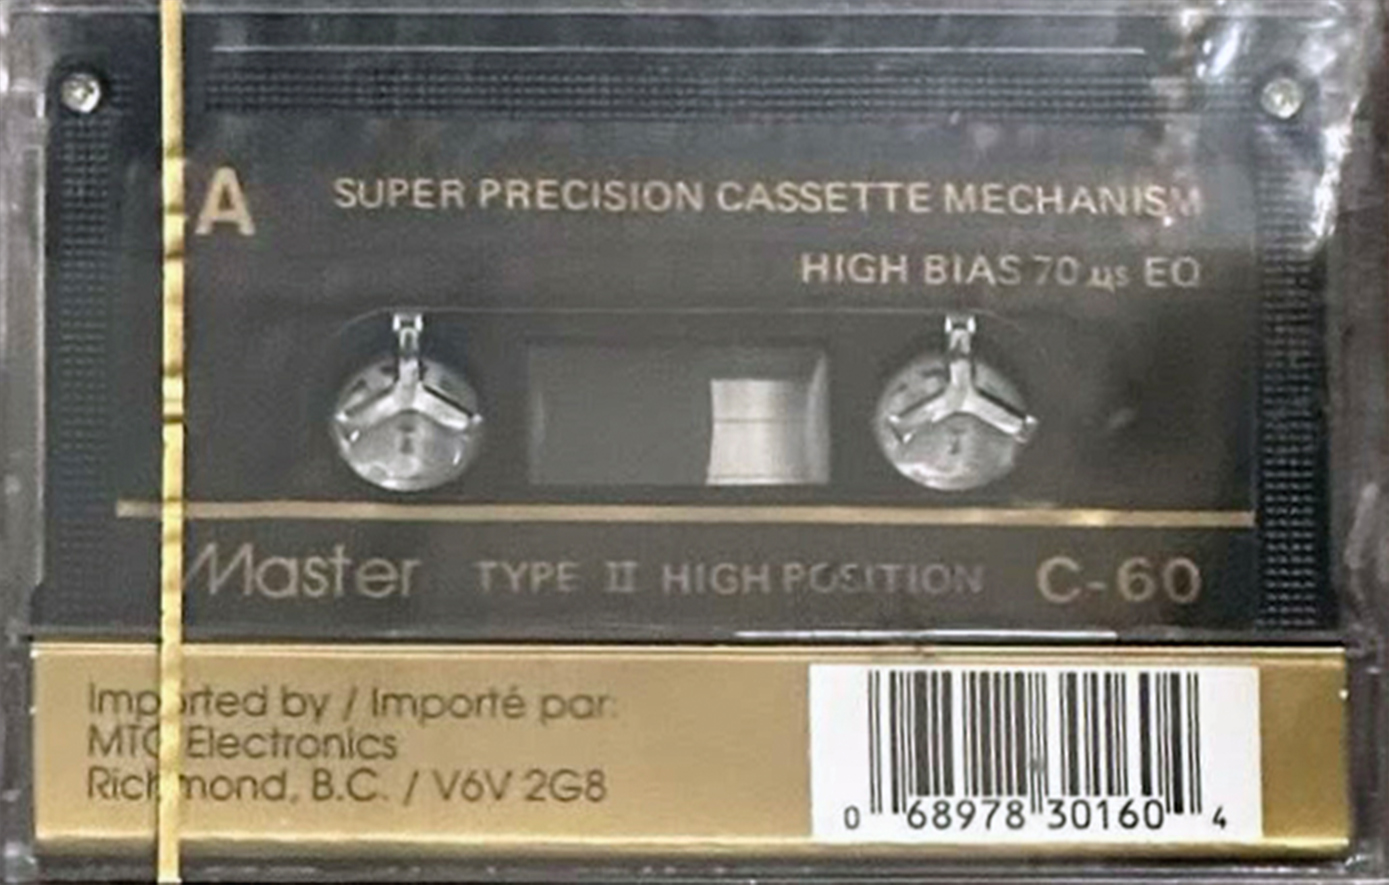 A
SUPER PRECISION CASSETTE MECHANISM
HIGH BIAS 70 µs EQ
Master TYPE II HIGH POSITION C-60
Imported by / Importé par:
MTC Electronics
Richmond, B.C. / V6V 2G8
0 68978 30160 4